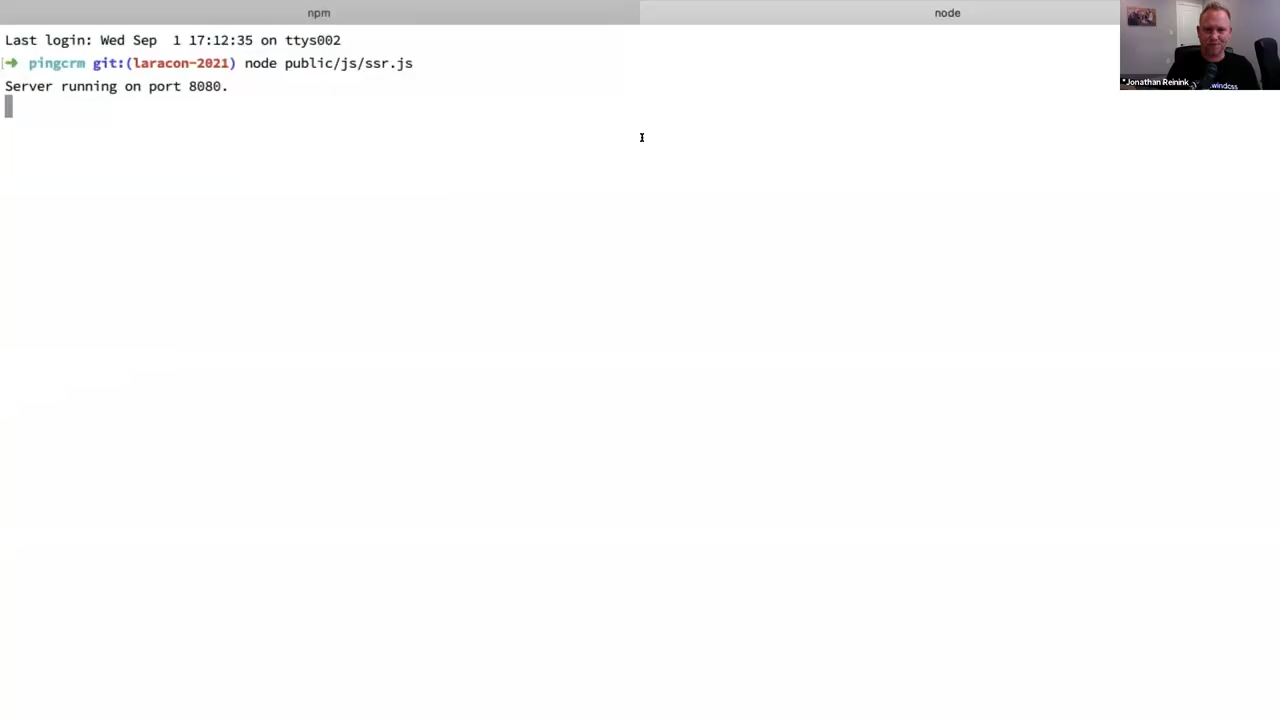 npm
node
Last login: Wed Sep  1 17:12:35 on ttys002
➜ pingcrm git:(laracon-2021) node public/js/ssr.js
Server running on port 8080.
*Jonathan Reinink
windcss